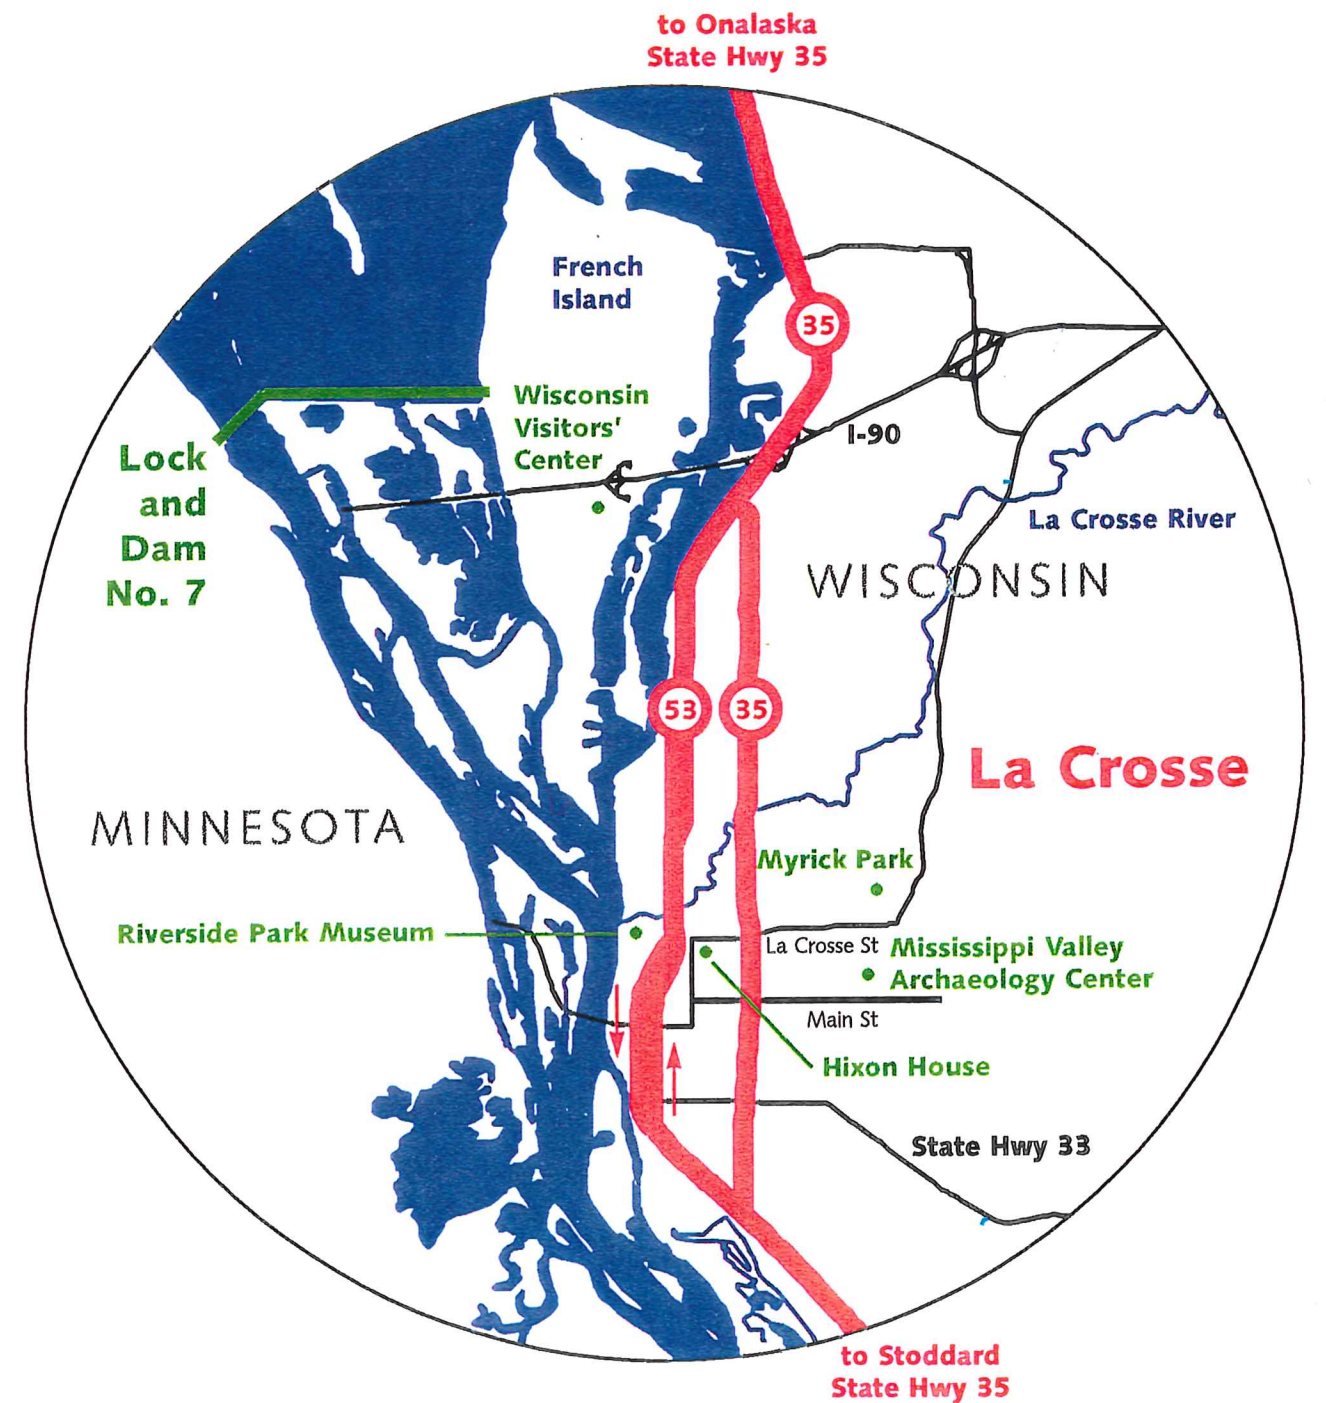 to Onalaska
State Hwy 35
French
Island
35
Wisconsin
Visitors'
Center
I-90
Lock
and
Dam
No. 7
La Crosse River
WISCONSIN
53
35
La Crosse
MINNESOTA
Myrick Park
Riverside Park Museum
La Crosse St
Mississippi Valley
Archaeology Center
Main St
Hixon House
State Hwy 33
to Stoddard
State Hwy 35